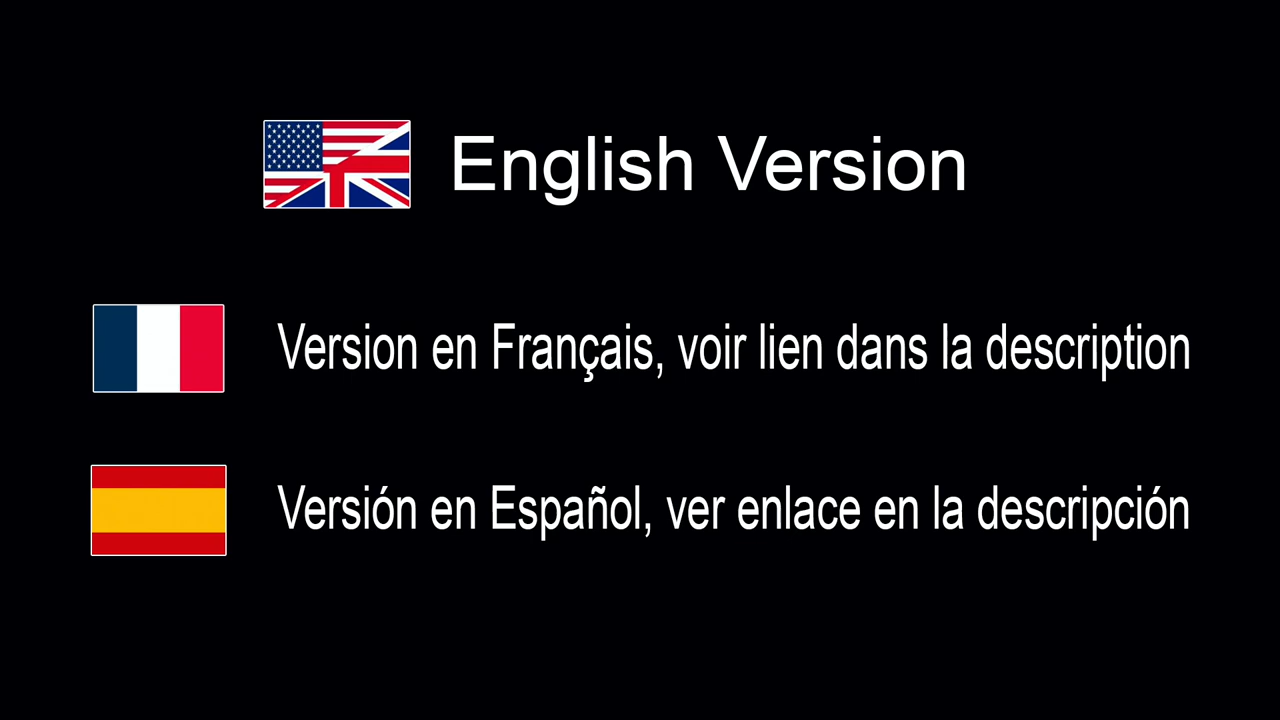 English Version
Version en Français, voir lien dans la description
Versión en Español, ver enlace en la descripción